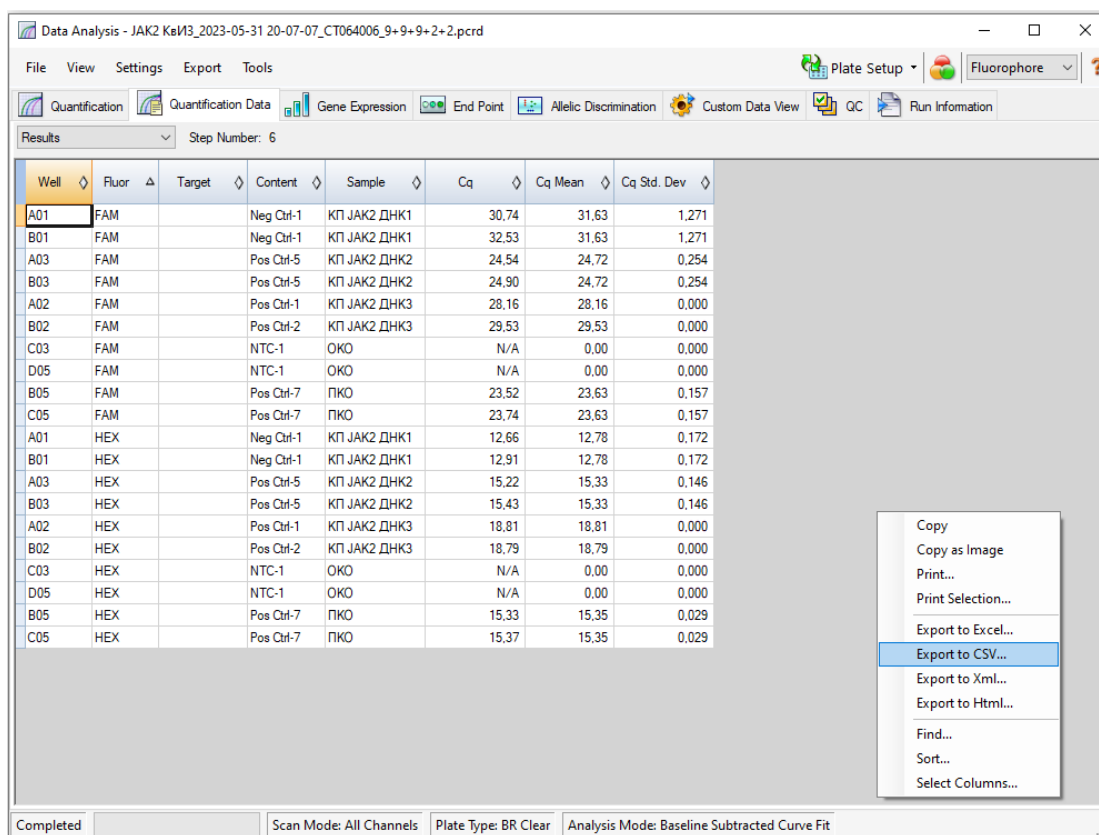 Data Analysis - JAK2 КвИЗ_2023-05-31 20-07-07_CT064006_9+9+9+2+2.pcrd
File View Settings Export Tools Plate Setup Fluorophore ?
Quantification Quantification Data Gene Expression End Point Allelic Discrimination Custom Data View QC Run Information
Results Step Number: 6
Well Fluor Target Content Sample Cq Cq Mean Cq Std. Dev
A01 FAM Neg Ctrl-1 КП JAK2 ДНК1 30,74 31,63 1,271
B01 FAM Neg Ctrl-1 КП JAK2 ДНК1 32,53 31,63 1,271
A03 FAM Pos Ctrl-5 КП JAK2 ДНК2 24,54 24,72 0,254
B03 FAM Pos Ctrl-5 КП JAK2 ДНК2 24,90 24,72 0,254
A02 FAM Pos Ctrl-1 КП JAK2 ДНК3 28,16 28,16 0,000
B02 FAM Pos Ctrl-2 КП JAK2 ДНК3 29,53 29,53 0,000
C03 FAM NTC-1 ОКО N/A 0,00 0,000
D05 FAM NTC-1 ОКО N/A 0,00 0,000
B05 FAM Pos Ctrl-7 ПКО 23,52 23,63 0,157
C05 FAM Pos Ctrl-7 ПКО 23,74 23,63 0,157
A01 HEX Neg Ctrl-1 КП JAK2 ДНК1 12,66 12,78 0,172
B01 HEX Neg Ctrl-1 КП JAK2 ДНК1 12,91 12,78 0,172
A03 HEX Pos Ctrl-5 КП JAK2 ДНК2 15,22 15,33 0,146
B03 HEX Pos Ctrl-5 КП JAK2 ДНК2 15,43 15,33 0,146
A02 HEX Pos Ctrl-1 КП JAK2 ДНК3 18,81 18,81 0,000
B02 HEX Pos Ctrl-2 КП JAK2 ДНК3 18,79 18,79 0,000
C03 HEX NTC-1 ОКО N/A 0,00 0,000
D05 HEX NTC-1 ОКО N/A 0,00 0,000
B05 HEX Pos Ctrl-7 ПКО 15,33 15,35 0,029
C05 HEX Pos Ctrl-7 ПКО 15,37 15,35 0,029
Copy
Copy as Image
Print...
Print Selection...
Export to Excel...
Export to CSV...
Export to Xml...
Export to Html...
Find...
Sort...
Select Columns...
Completed Scan Mode: All Channels Plate Type: BR Clear Analysis Mode: Baseline Subtracted Curve Fit